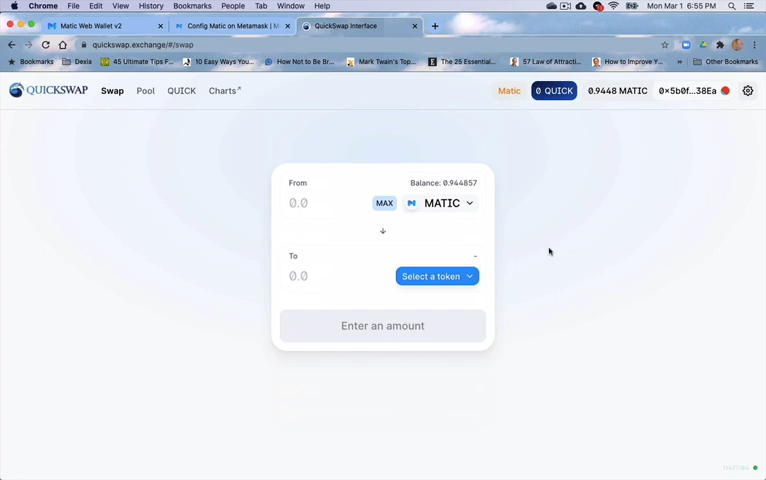 Chrome File Edit View History Bookmarks People Tab Window Help Mon Mar 1 6:55 PM
Matic Web Wallet v2
Config Matic on Metamask | M
QuickSwap Interface
quickswap.exchange/#/swap
Bookmarks Dexla 45 Ultimate Tips F... 10 Easy Ways You... How Not to Be Br... Mark Twain's Top... The 25 Essential... 57 Law of Attracti... How to Improve Y... » Other Bookmarks
QUICKSWAP Swap Pool QUICK Charts↗ Matic 0 QUICK 0.9448 MATIC 0x5b0f...38Ea
From Balance: 0.944857
0.0 MAX MATIC
To -
0.0 Select a token
Enter an amount